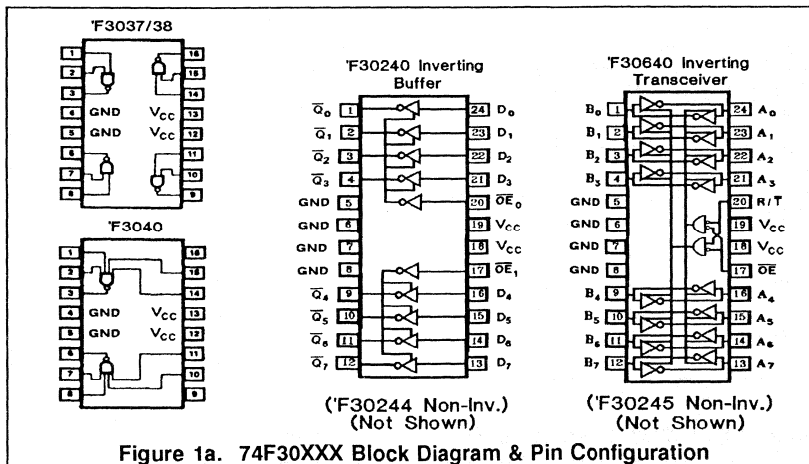 'F3037/38
1 16
2 15
3 14
4 GND VCC 13
5 GND VCC 12
6 11
7 10
8 9
'F3040
1 16
2 15
3 14
4 GND VCC 13
5 GND VCC 12
6 11
7 10
8 9
'F30240 Inverting
Buffer
Q̅0 1 24 D0
Q̅1 2 23 D1
Q̅2 3 22 D2
Q̅3 4 21 D3
GND 5 20 O̅E̅0
GND 6 19 VCC
GND 7 18 VCC
GND 8 17 O̅E̅1
Q̅4 9 16 D4
Q̅5 10 15 D5
Q̅6 11 14 D6
Q̅7 12 13 D7
('F30244 Non-Inv.)
(Not Shown)
'F30640 Inverting
Transceiver
B0 1 24 A0
B1 2 23 A1
B2 3 22 A2
B3 4 21 A3
GND 5 20 R/T̅
GND 6 19 VCC
GND 7 18 VCC
GND 8 17 O̅E̅
B4 9 16 A4
B5 10 15 A5
B6 11 14 A6
B7 12 13 A7
('F30245 Non-Inv.)
(Not Shown)
Figure 1a. 74F30XXX Block Diagram & Pin Configuration